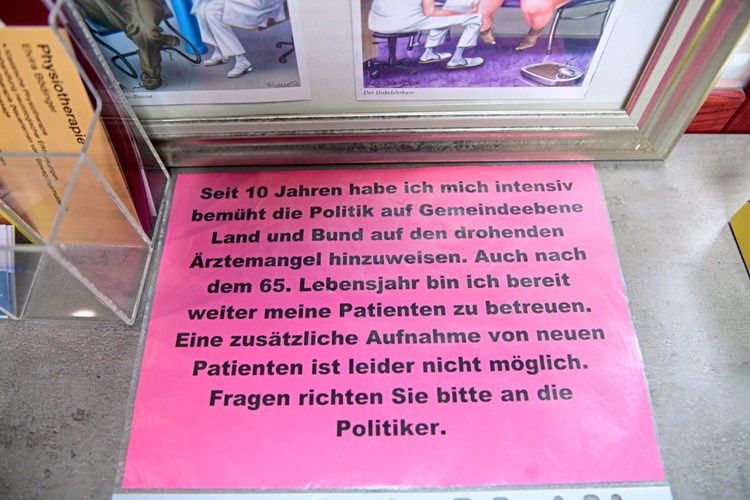 Physiotherapie
Der Unbelehrbare
Seit 10 Jahren habe ich mich intensiv
bemüht die Politik auf Gemeindeebene
Land und Bund auf den drohenden
Ärztemangel hinzuweisen. Auch nach
dem 65. Lebensjahr bin ich bereit
weiter meine Patienten zu betreuen.
Eine zusätzliche Aufnahme von neuen
Patienten ist leider nicht möglich.
Fragen richten Sie bitte an die
Politiker.